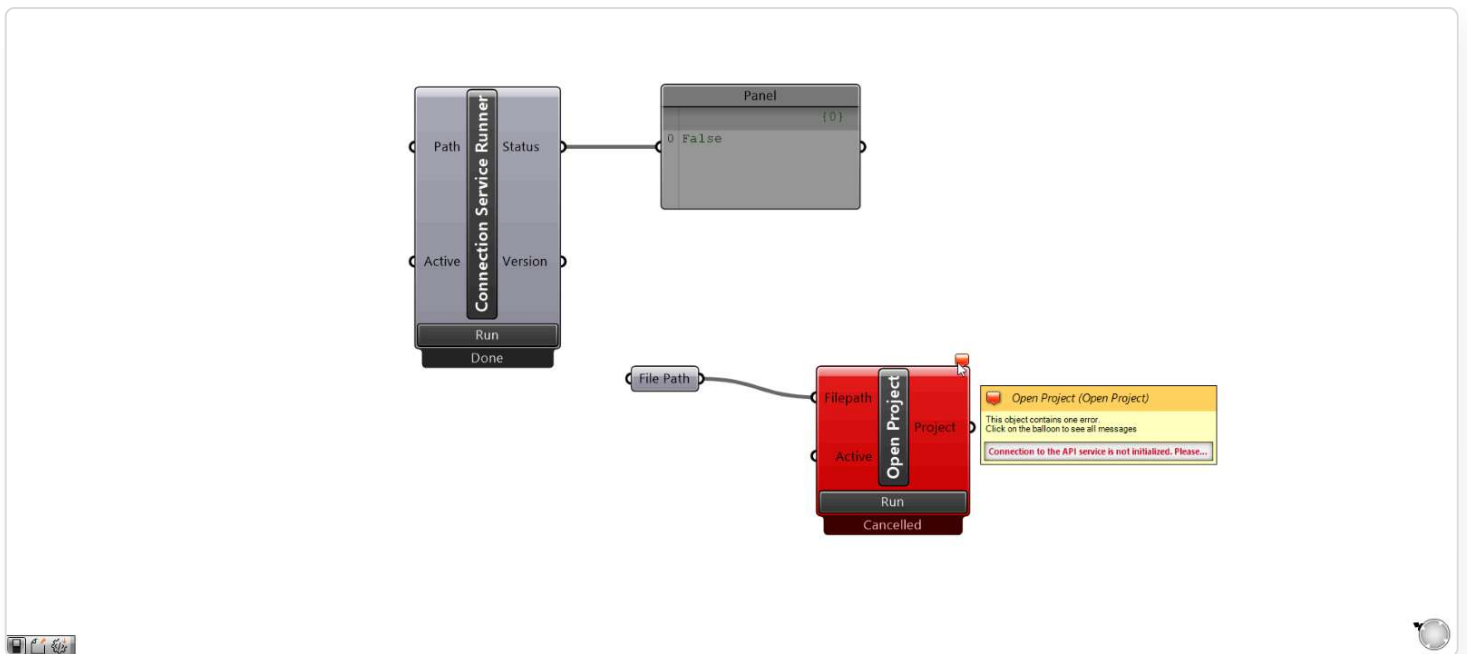 Panel
{0}
0 False
Connection Service Runner
Path
Status
Active
Version
Run
Done
File Path
Filepath
Open Project
Project
Active
Run
Cancelled
Open Project (Open Project)
This object contains one error.
Click on the balloon to see all messages
Connection to the API service is not initialized. Please...